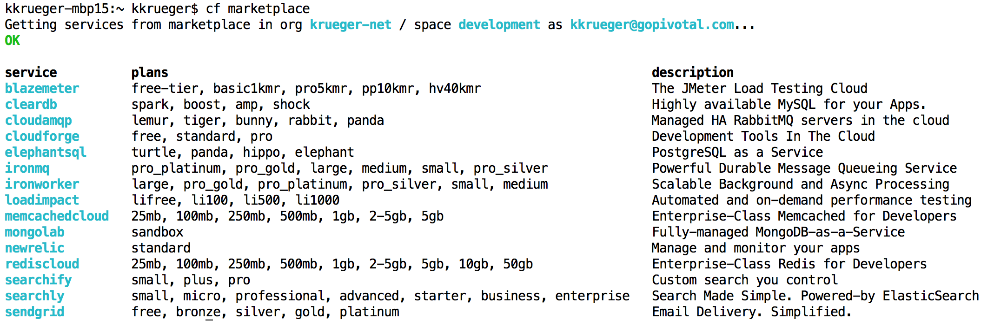 kkrueger-mbp15:~ kkrueger$ cf marketplace
Getting services from marketplace in org krueger-net / space development as kkrueger@gopivotal.com...
OK
service plans description
blazemeter free-tier, basic1kmr, pro5kmr, pp10kmr, hv40kmr The JMeter Load Testing Cloud
cleardb spark, boost, amp, shock Highly available MySQL for your Apps.
cloudamqp lemur, tiger, bunny, rabbit, panda Managed HA RabbitMQ servers in the cloud
cloudforge free, standard, pro Development Tools In The Cloud
elephantsql turtle, panda, hippo, elephant PostgreSQL as a Service
ironmq pro_platinum, pro_gold, large, medium, small, pro_silver Powerful Durable Message Queueing Service
ironworker large, pro_gold, pro_platinum, pro_silver, small, medium Scalable Background and Async Processing
loadimpact lifree, li100, li500, li1000 Automated and on-demand performance testing
memcachedcloud 25mb, 100mb, 250mb, 500mb, 1gb, 2-5gb, 5gb Enterprise-Class Memcached for Developers
mongolab sandbox Fully-managed MongoDB-as-a-Service
newrelic standard Manage and monitor your apps
rediscloud 25mb, 100mb, 250mb, 500mb, 1gb, 2-5gb, 5gb, 10gb, 50gb Enterprise-Class Redis for Developers
searchify small, plus, pro Custom search you control
searchly small, micro, professional, advanced, starter, business, enterprise Search Made Simple. Powered-by ElasticSearch
sendgrid free, bronze, silver, gold, platinum Email Delivery. Simplified.